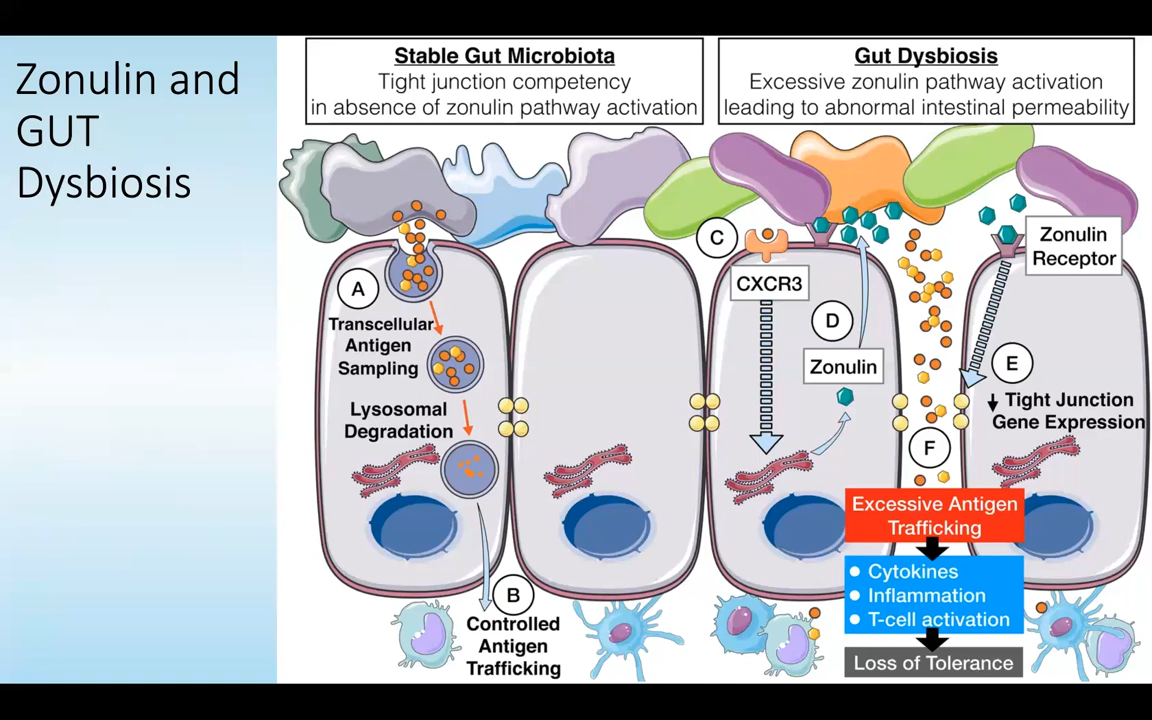 Zonulin and
GUT
Dysbiosis
Stable Gut Microbiota
Tight junction competency
in absence of zonulin pathway activation
Gut Dysbiosis
Excessive zonulin pathway activation
leading to abnormal intestinal permeability
A
Transcellular
Antigen
Sampling
Lysosomal
Degradation
B
Controlled
Antigen
Trafficking
C
CXCR3
D
Zonulin
Zonulin
Receptor
E
↓ Tight Junction
Gene Expression
F
Excessive Antigen
Trafficking
● Cytokines
● Inflammation
● T-cell activation
Loss of Tolerance